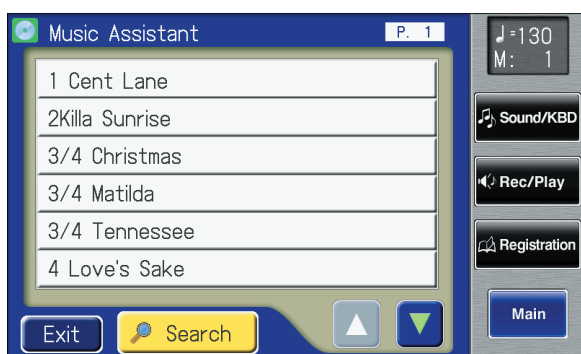 Music Assistant
P. 1
♩=130
M: 1
1 Cent Lane
2Killa Sunrise
3/4 Christmas
3/4 Matilda
3/4 Tennessee
4 Love's Sake
Sound/KBD
Rec/Play
Registration
Main
Exit
Search